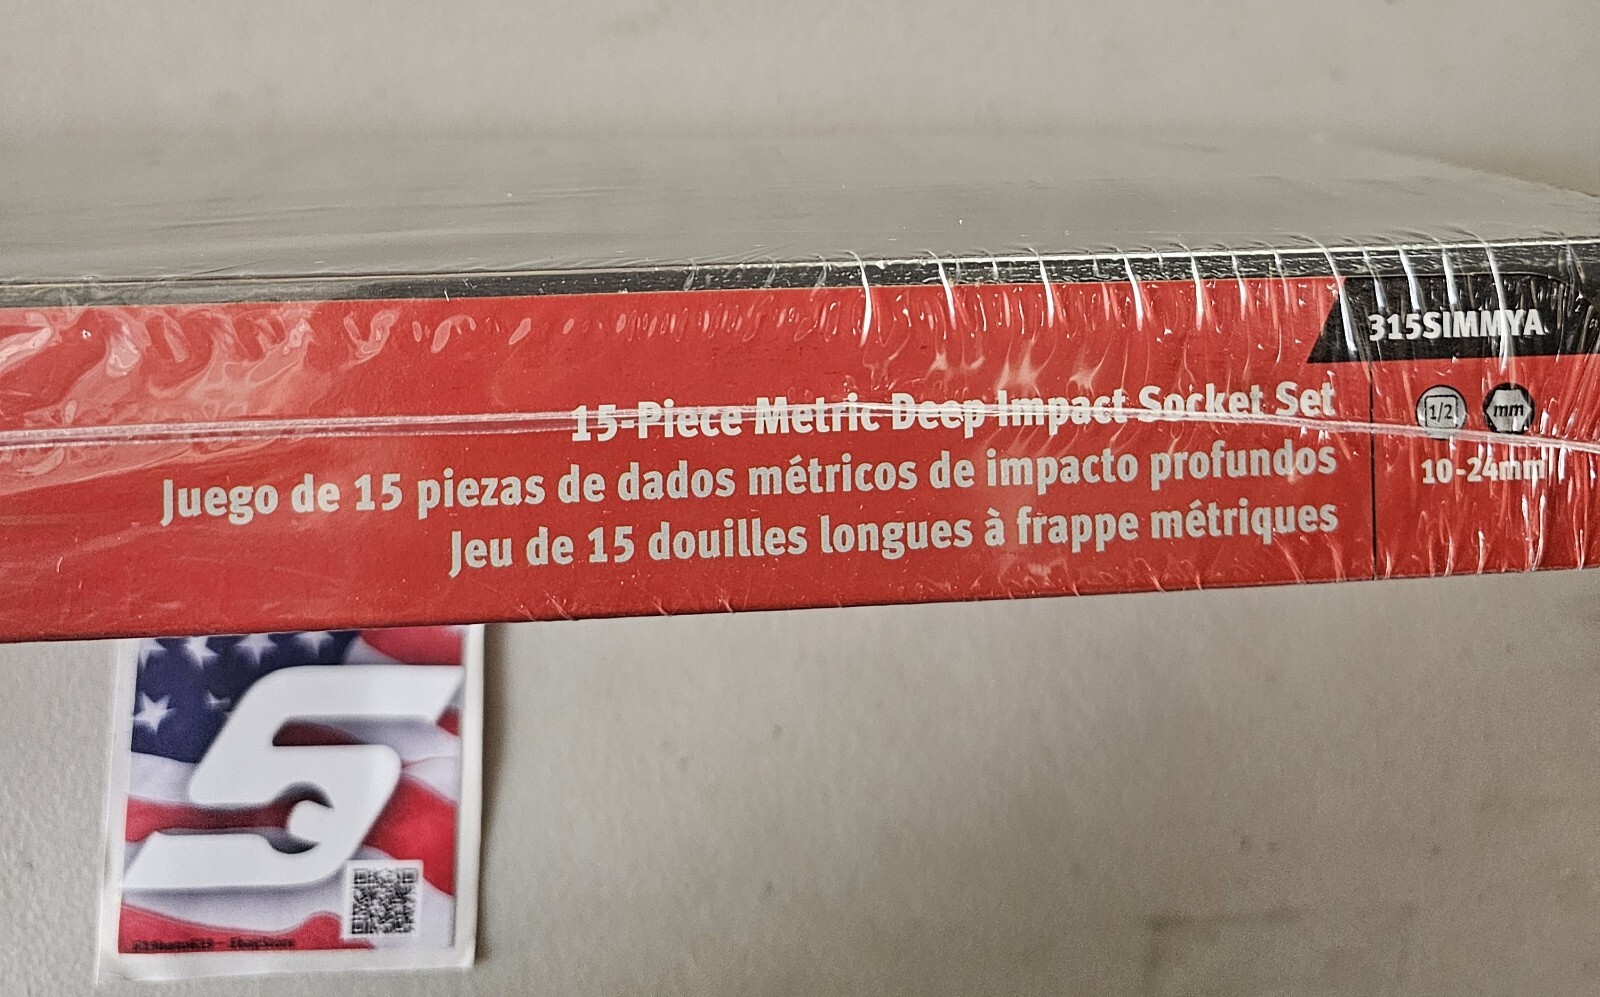 315SIMMYA
15-Piece Metric Deep Impact Socket Set
1/2 mm
Juego de 15 piezas de dados métricos de impacto profundos
10-24mm
Jeu de 15 douilles longues à frappe métriques